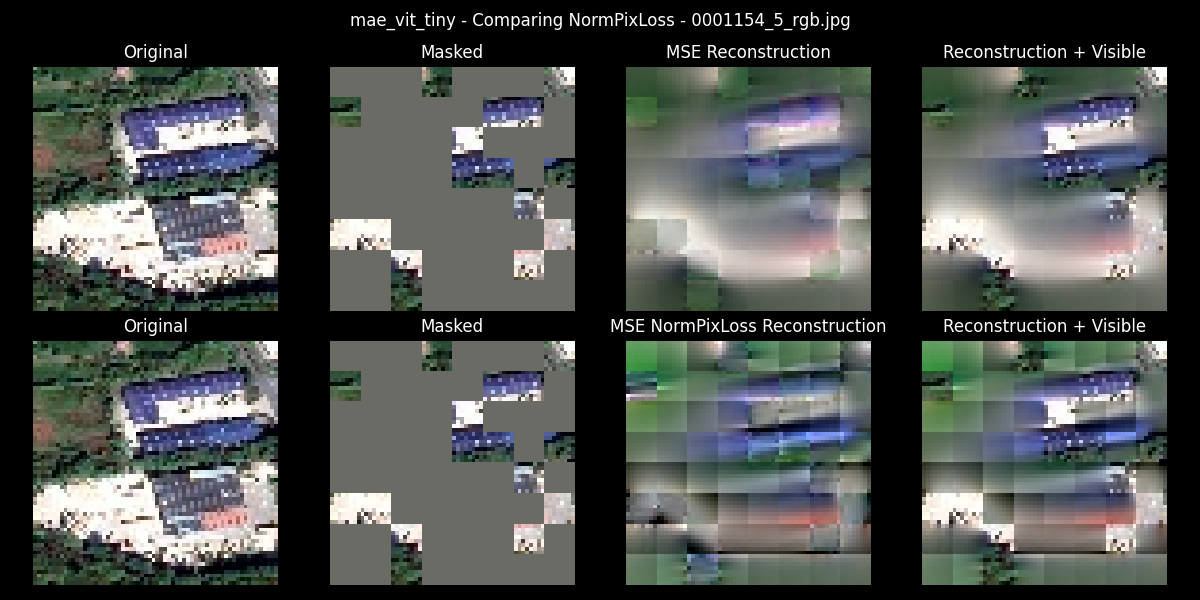 mae_vit_tiny - Comparing NormPixLoss - 0001154_5_rgb.jpg
Original
Masked
MSE Reconstruction
Reconstruction + Visible
Original
Masked
MSE NormPixLoss Reconstruction
Reconstruction + Visible